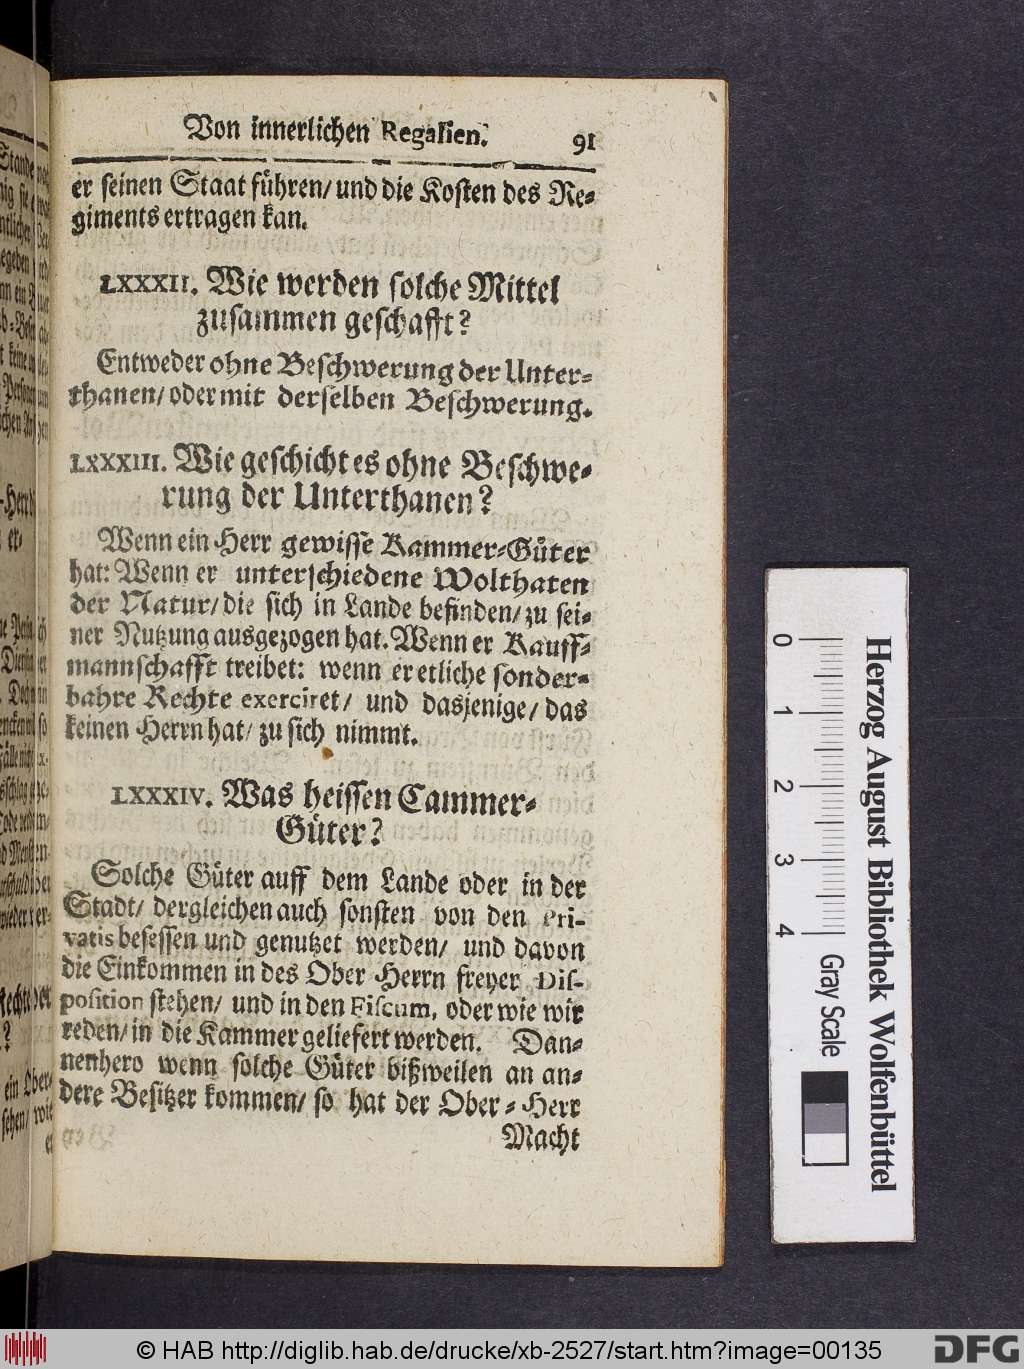 Von innerlichen Regalien. 91
er seinen Staat führen/ und die Kosten des Re-
giments ertragen kan.
LXXXII. Wie werden solche Mittel
zusammen geschafft?
Entweder ohne Beschwerung der Unter-
thanen/ oder mit derselben Beschwerung.
LXXXIII. Wie geschicht es ohne Beschwe-
rung der Unterthanen?
Wenn ein Herr gewisse Kammer-Güter
hat: Wenn er unterschiedene Wolthaten
der Natur/ die sich in Lande befinden/ zu sei-
ner Nutzung ausgezogen hat. Wenn er Kauff-
mannschafft treibet: wenn er etliche sonder-
bahre Rechte exerciret/ und dasjenige/ das
keinen Herrn hat/ zu sich nimmt.
LXXXIV. Was heissen Cammer-
Güter?
Solche Güter auff dem Lande oder in der
Stadt/ dergleichen auch sonsten von den Pri-
vatis besessen und genutzet werden/ und davon
die Einkommen in des Ober Herrn freyer Dis-
position stehen/ und in den Fiscum, oder wie wir
reden/ in die Kammer geliefert werden. Dan-
nenhero wenn solche Güter bißweilen an an-
dere Besitzer kommen/ so hat der Ober-Herr
Macht
0 1 2 3 4
Gray Scale
Herzog August Bibliothek Wolfenbüttel
© HAB http://diglib.hab.de/drucke/xb-2527/start.htm?image=00135
DFG